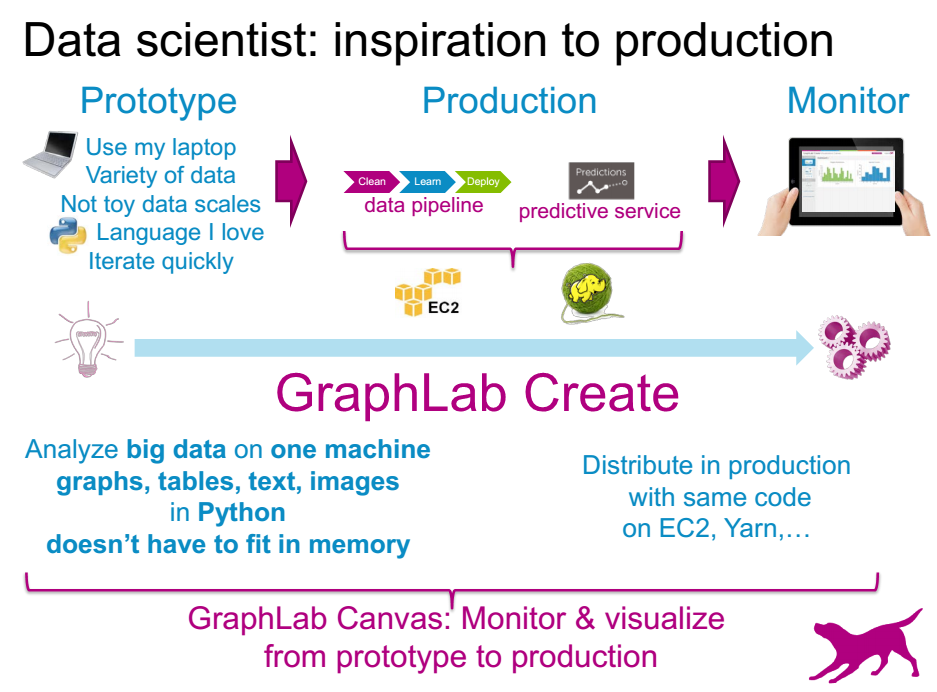 Data scientist: inspiration to production
Prototype
Use my laptop
Variety of data
Not toy data scales
Language I love
Iterate quickly
Production
Clean
Learn
Deploy
data pipeline
Predictions
predictive service
EC2
Monitor
GraphLab Create
Analyze big data on one machine
graphs, tables, text, images
in Python
doesn’t have to fit in memory
Distribute in production
with same code
on EC2, Yarn,…
GraphLab Canvas: Monitor & visualize
from prototype to production